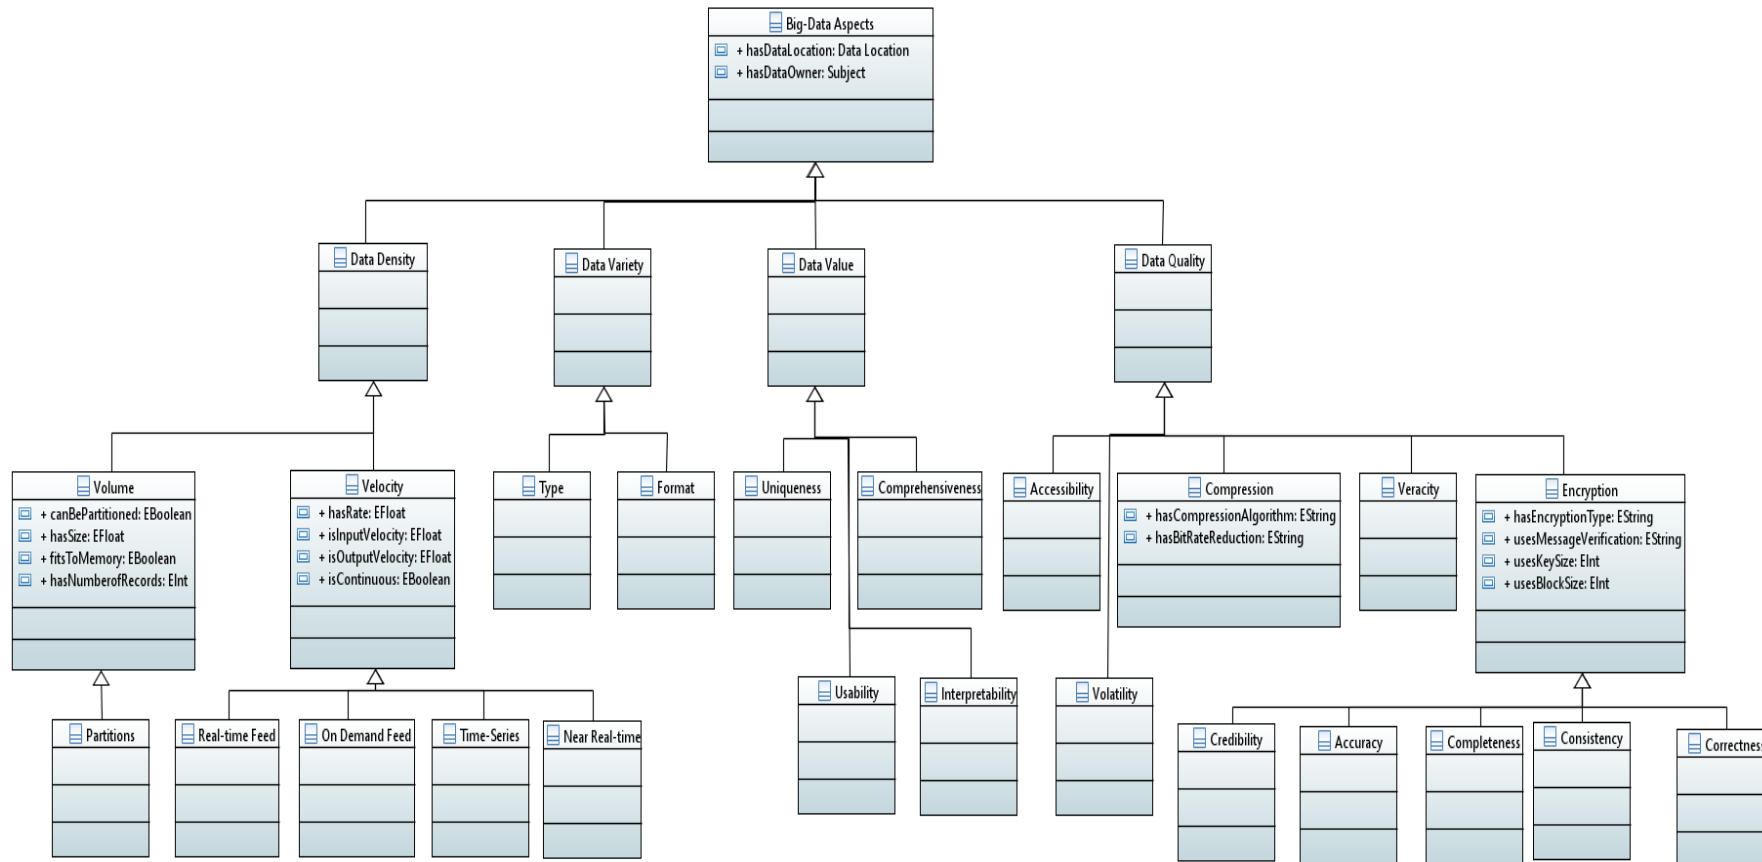 Big-Data Aspects
+ hasDataLocation: Data Location
+ hasDataOwner: Subject
Data Density
Data Variety
Data Value
Data Quality
Volume
+ canBePartitioned: EBoolean
+ hasSize: EFloat
+ fitsToMemory: EBoolean
+ hasNumberofRecords: EInt
Velocity
+ hasRate: EFloat
+ isInputVelocity: EFloat
+ isOutputVelocity: EFloat
+ isContinuous: EBoolean
Type
Format
Uniqueness
Comprehensiveness
Accessibility
Compression
+ hasCompressionAlgorithm: EString
+ hasBitRateReduction: EString
Veracity
Encryption
+ hasEncryptionType: EString
+ usesMessageVerification: EString
+ usesKeySize: EInt
+ usesBlockSize: EInt
Partitions
Real-time Feed
On Demand Feed
Time-Series
Near Real-time
Usability
Interpretability
Volatility
Credibility
Accuracy
Completeness
Consistency
Correctness